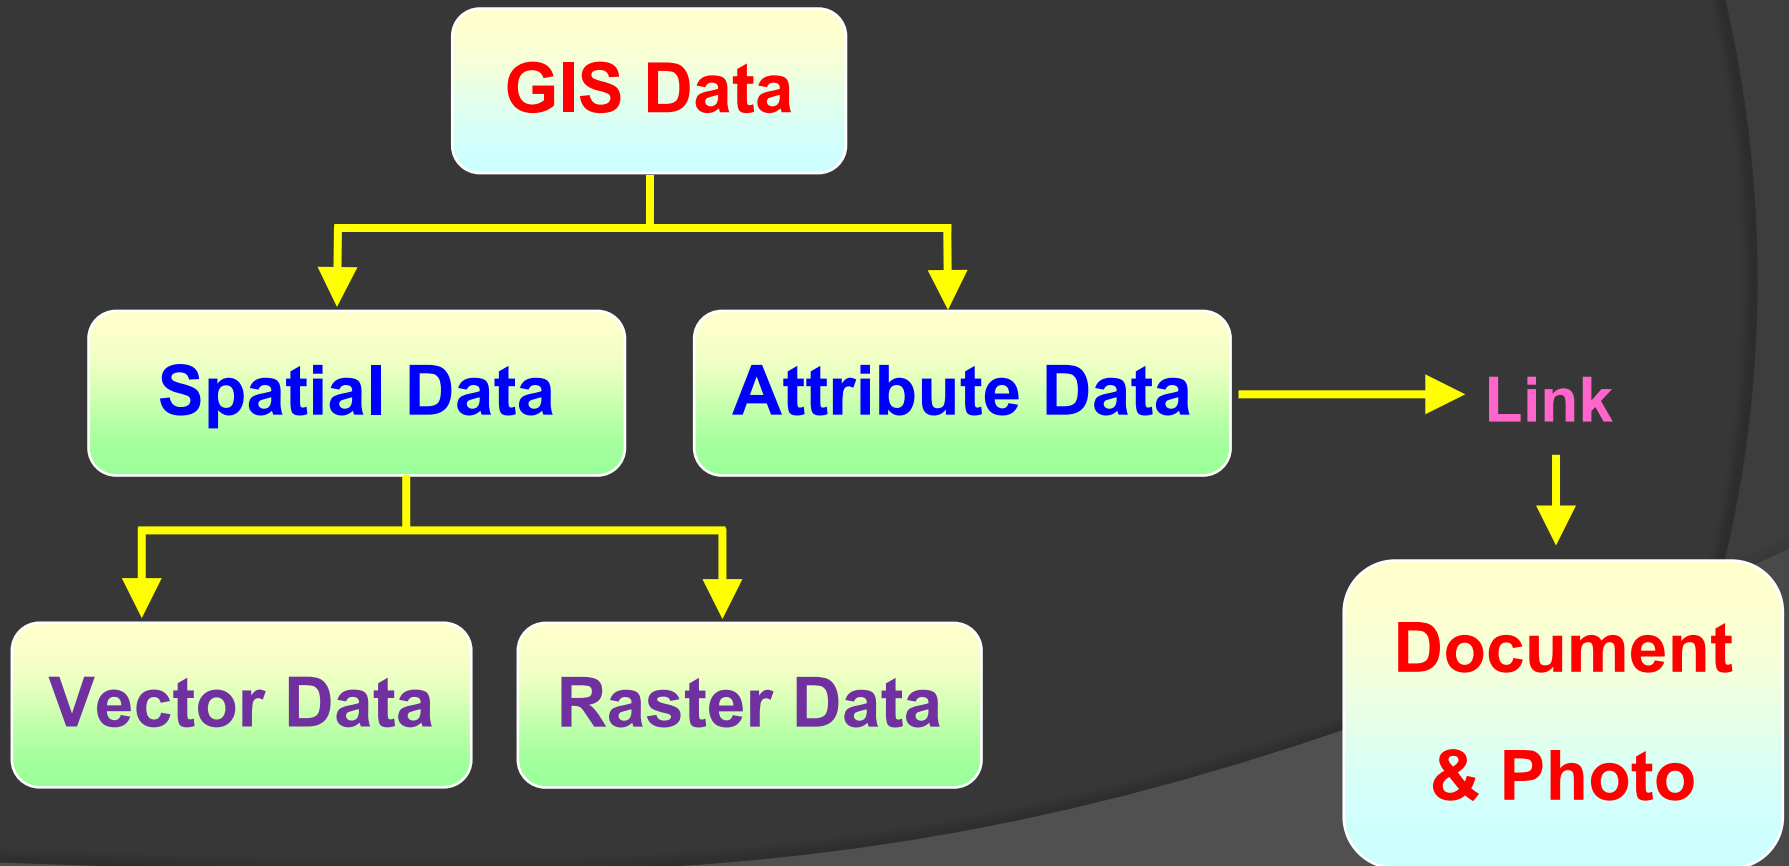 GIS Data
Spatial Data
Attribute Data
Link
Vector Data
Raster Data
Document
& Photo